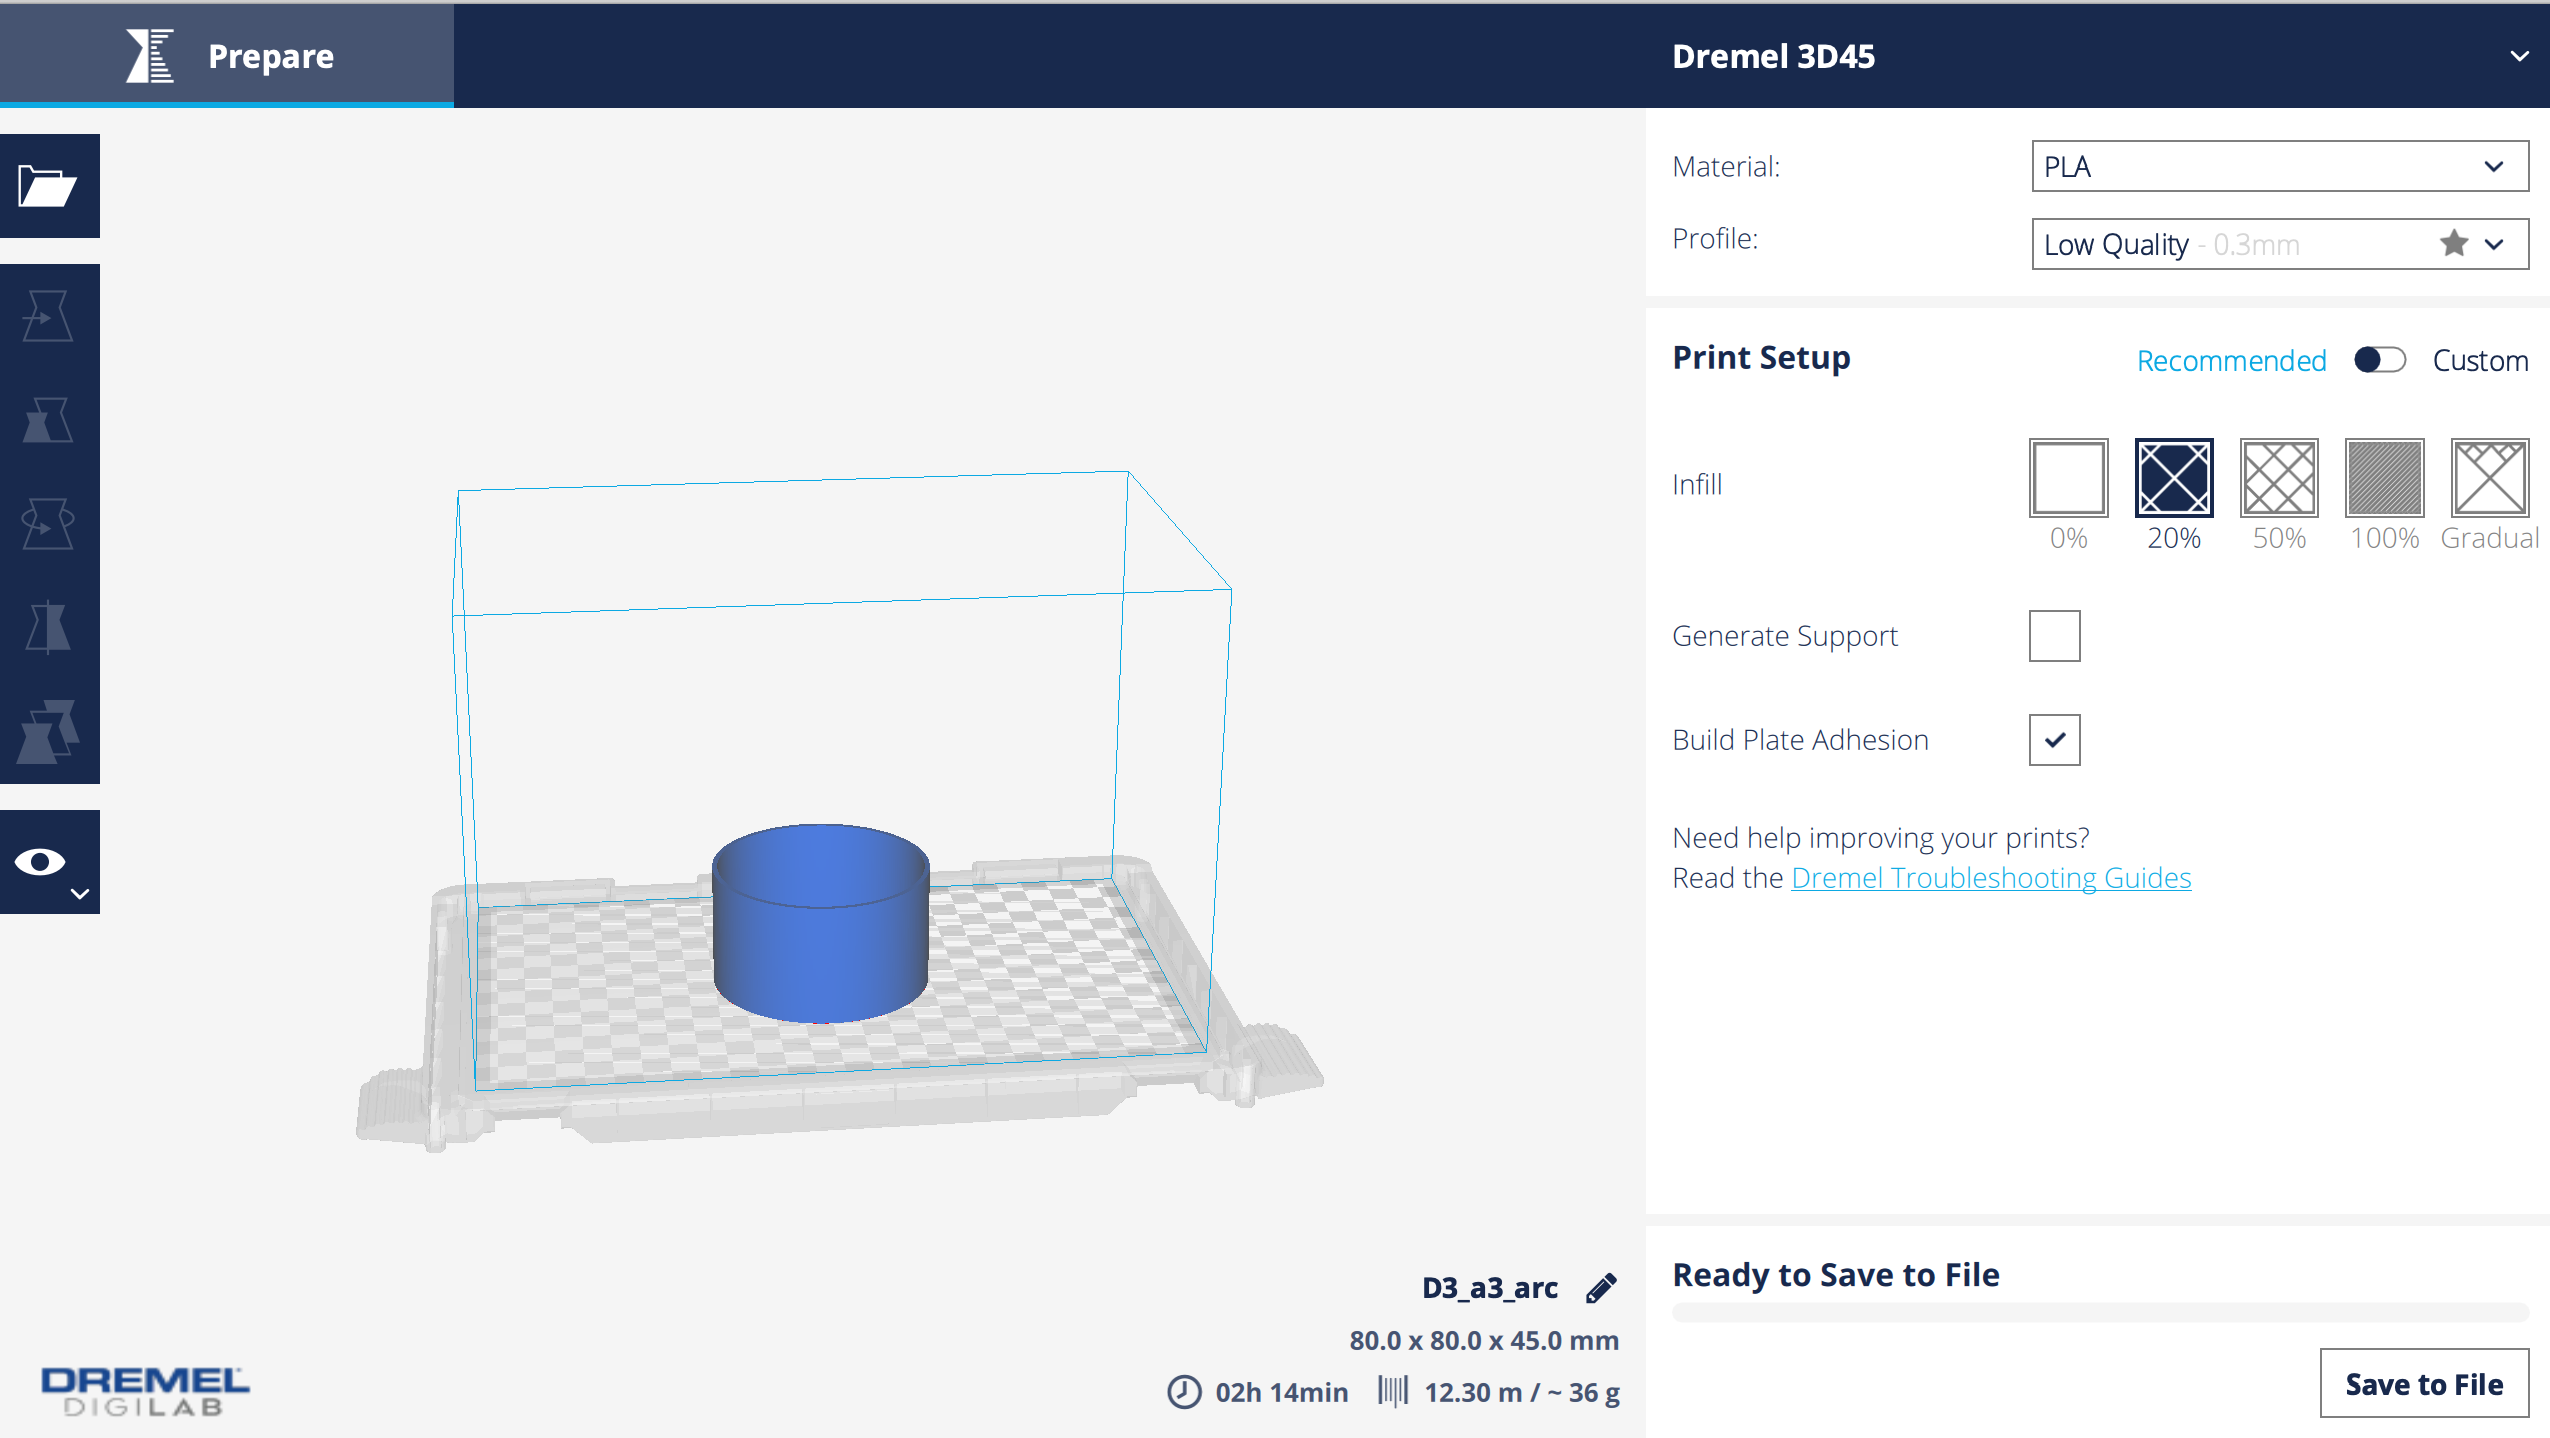 Prepare
Dremel 3D45
Material:
PLA
Profile:
Low Quality - 0.3mm
Print Setup
Recommended
Custom
Infill
0%
20%
50%
100%
Gradual
Generate Support
Build Plate Adhesion
Need help improving your prints?
Read the Dremel Troubleshooting Guides
D3_a3_arc
80.0 x 80.0 x 45.0 mm
02h 14min
12.30 m / ~ 36 g
DREMEL
DIGILAB
Ready to Save to File
Save to File